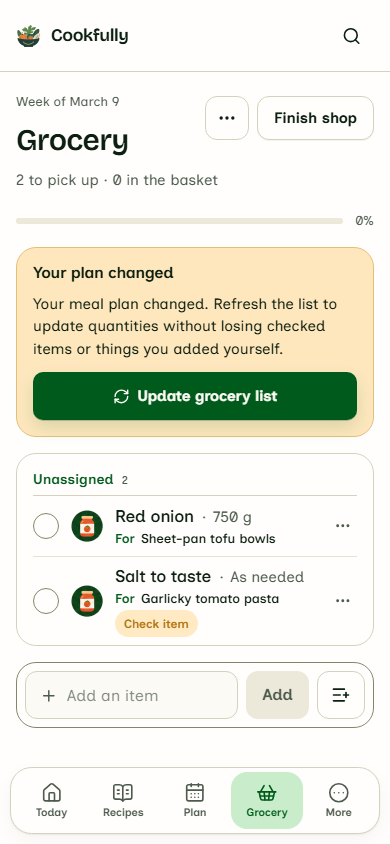 Cookfully
Week of March 9
Grocery
Finish shop
2 to pick up · 0 in the basket
0%
Your plan changed
Your meal plan changed. Refresh the list to
update quantities without losing checked
items or things you added yourself.
Update grocery list
Unassigned 2
Red onion · 750 g
For Sheet-pan tofu bowls
Salt to taste · As needed
For Garlicky tomato pasta
Check item
Add an item
Add
Today
Recipes
Plan
Grocery
More